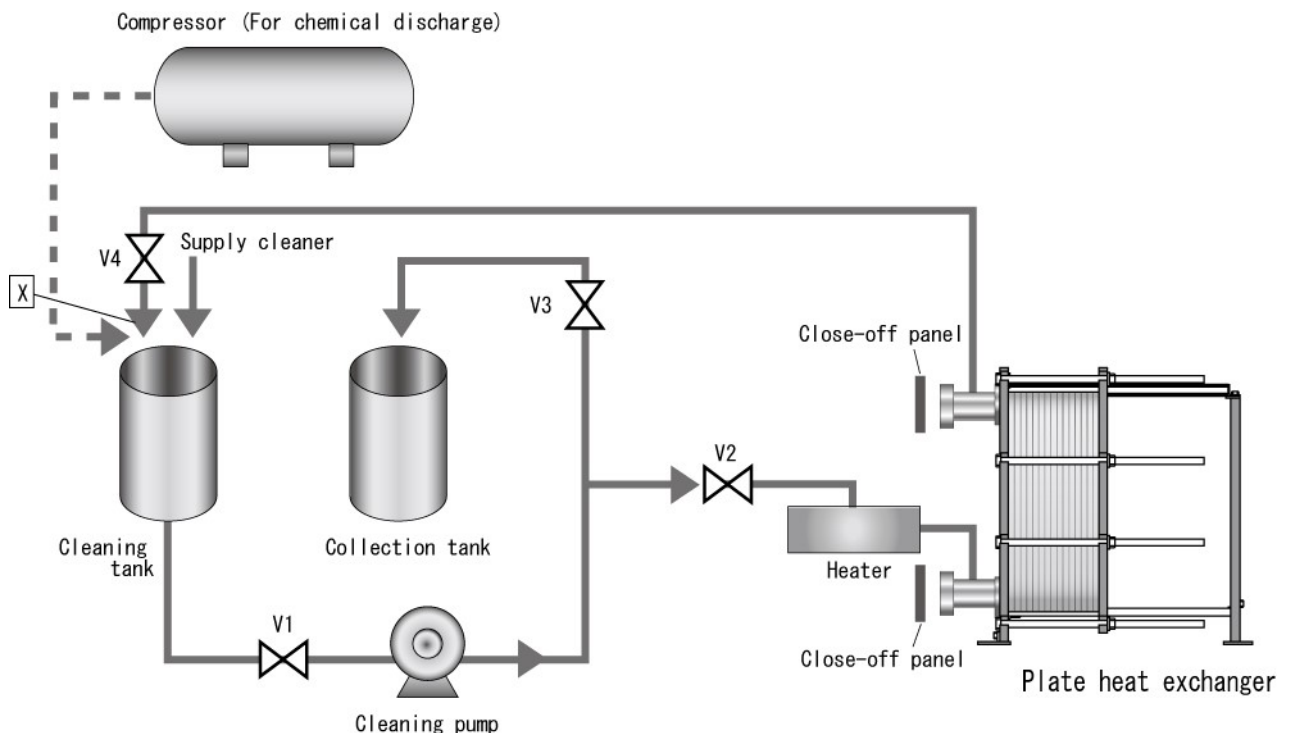 Compressor (For chemical discharge)
Supply cleaner
V4
X
V3
Close-off panel
V2
Cleaning
tank
Collection tank
Heater
V1
Close-off panel
Plate heat exchanger
Cleaning pump